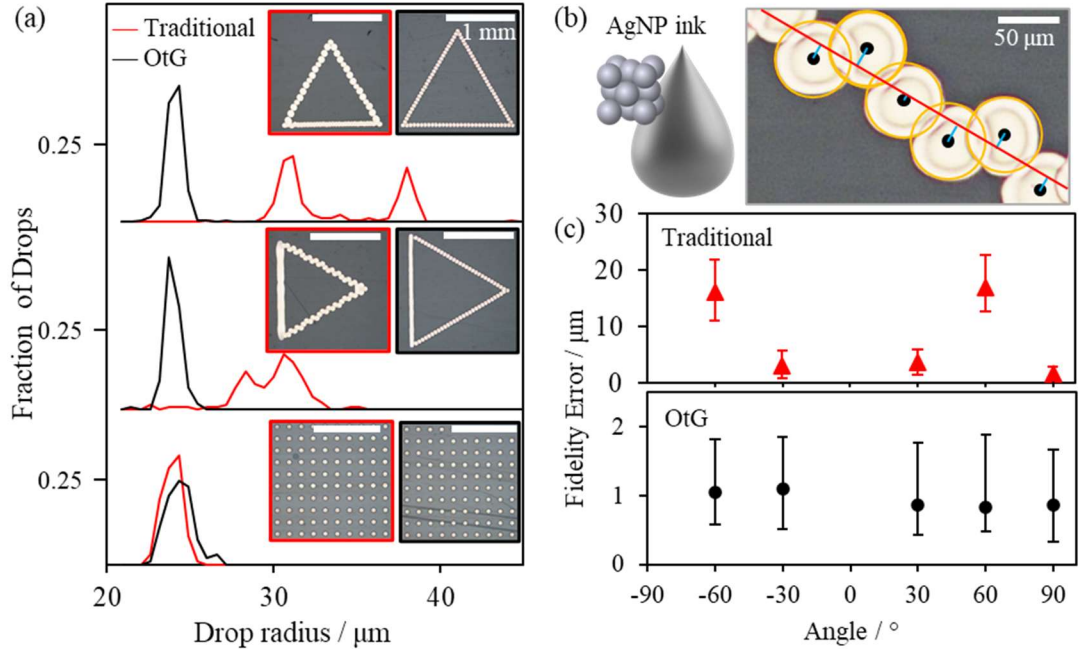 (a)
Traditional
OtG
1 mm
0.25
0.25
0.25
Fraction of Drops
20
30
40
Drop radius / μm
(b)
AgNP ink
50 μm
(c)
Traditional
30
20
10
0
OtG
2
1
0
Fidelity Error / μm
-90
-60
-30
0
30
60
90
Angle / °